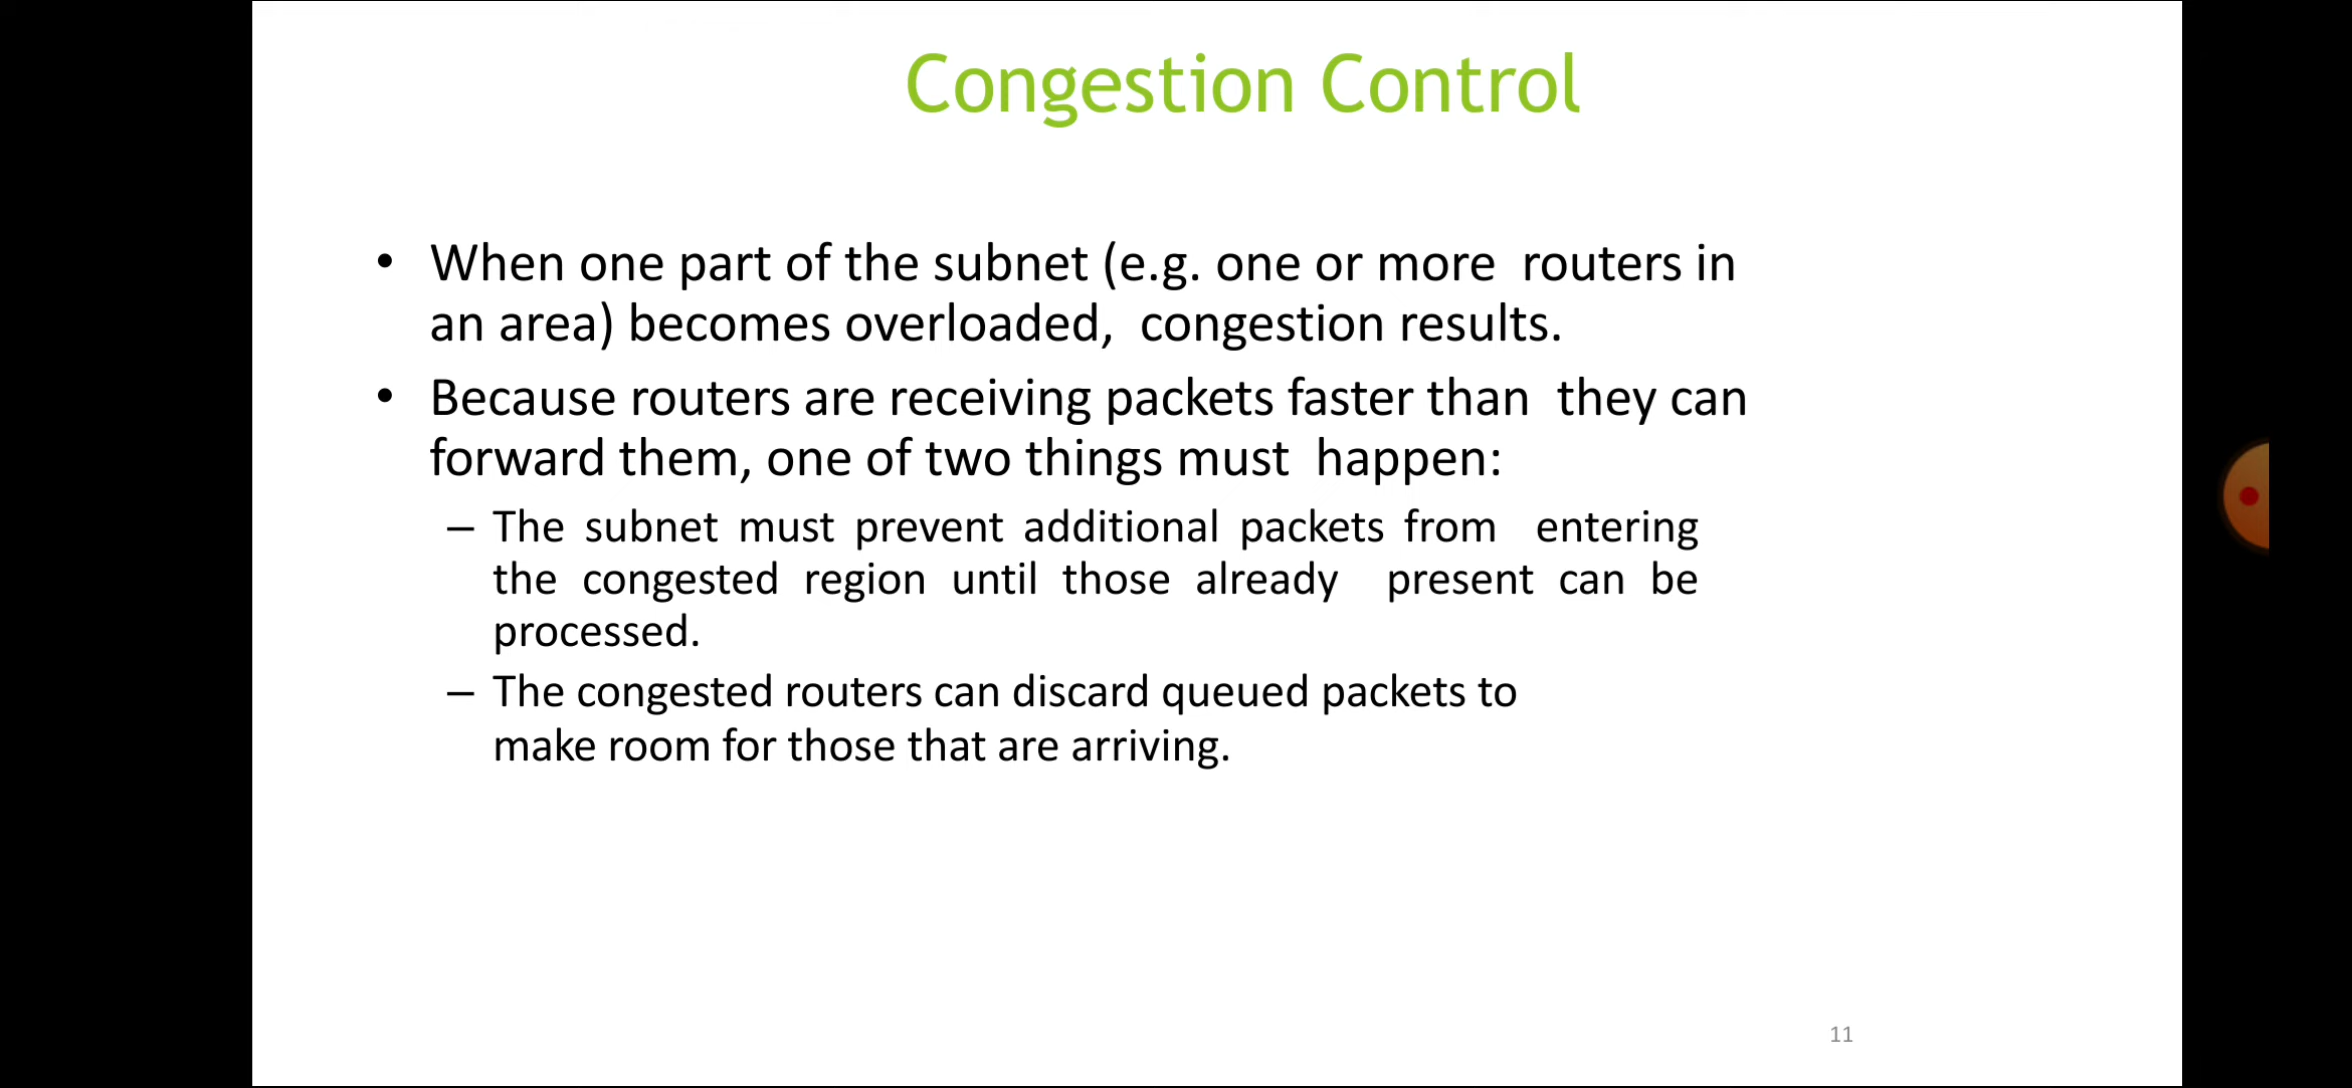 Congestion Control
• When one part of the subnet (e.g. one or more routers in
an area) becomes overloaded, congestion results.
• Because routers are receiving packets faster than they can
forward them, one of two things must happen:
– The subnet must prevent additional packets from entering
the congested region until those already present can be
processed.
– The congested routers can discard queued packets to
make room for those that are arriving.
11